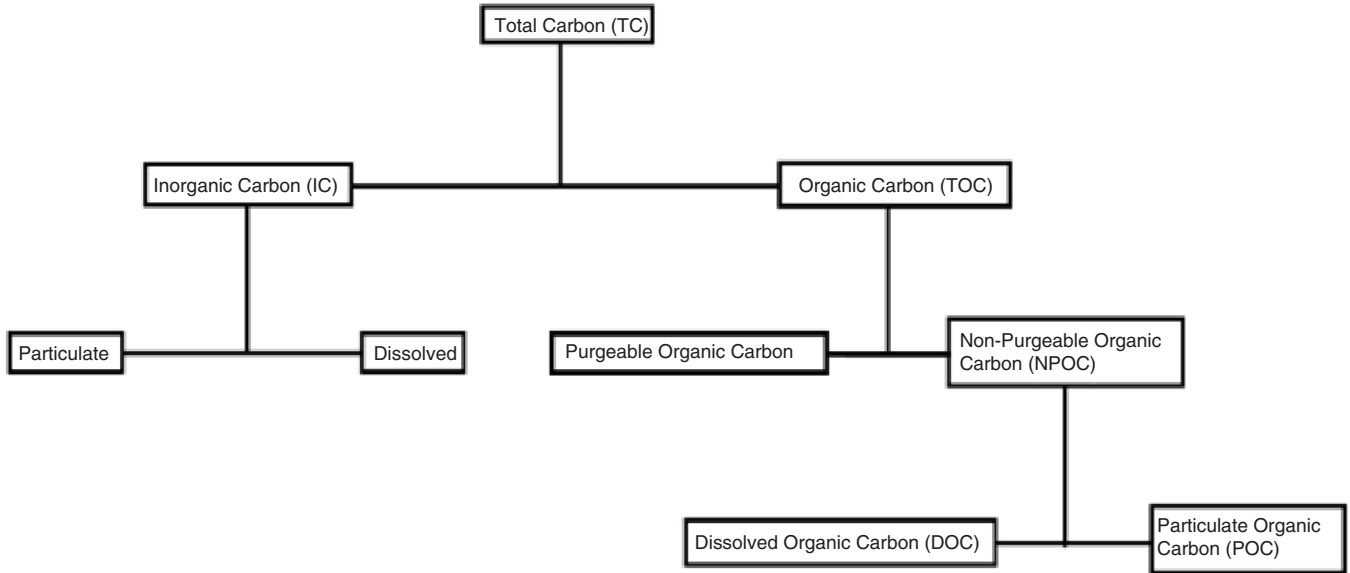 Total Carbon (TC)
Inorganic Carbon (IC)
Organic Carbon (TOC)
Particulate
Dissolved
Purgeable Organic Carbon
Non-Purgeable Organic
Carbon (NPOC)
Dissolved Organic Carbon (DOC)
Particulate Organic
Carbon (POC)